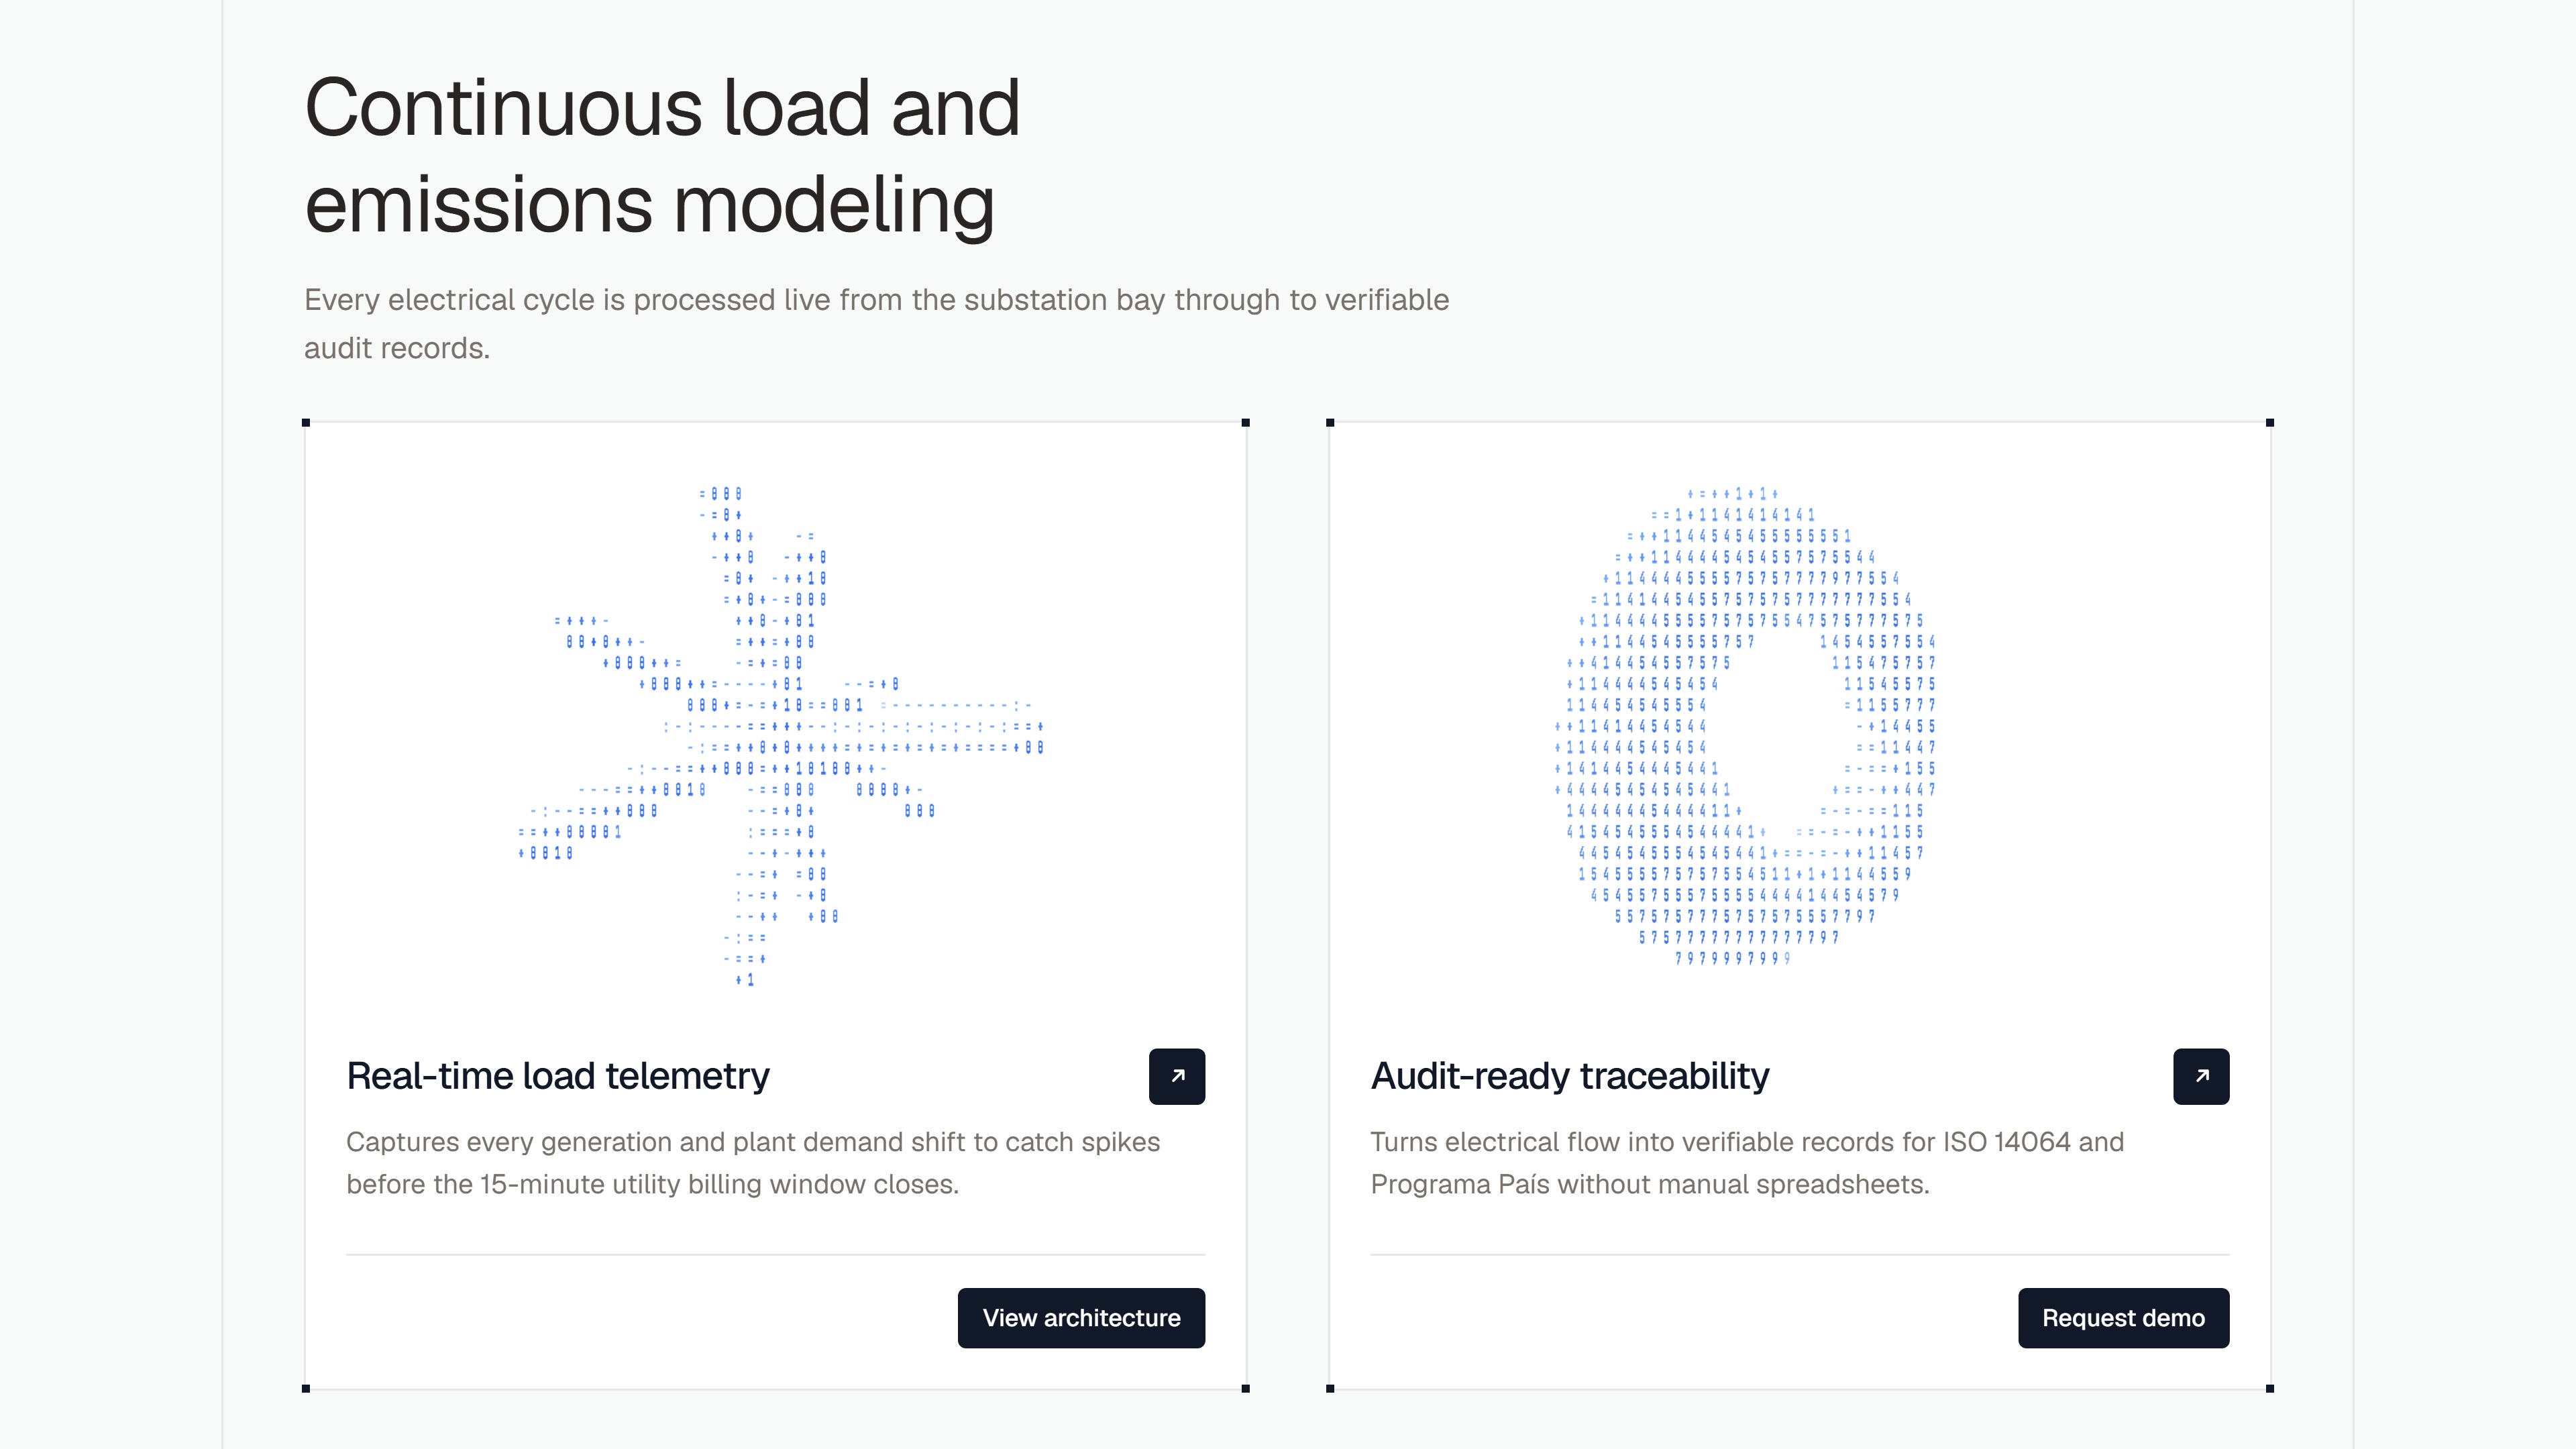 Continuous load and
emissions modeling
Every electrical cycle is processed live from the substation bay through to verifiable
audit records.
Real-time load telemetry
Captures every generation and plant demand shift to catch spikes
before the 15-minute utility billing window closes.
View architecture
Audit-ready traceability
Turns electrical flow into verifiable records for ISO 14064 and
Programa País without manual spreadsheets.
Request demo